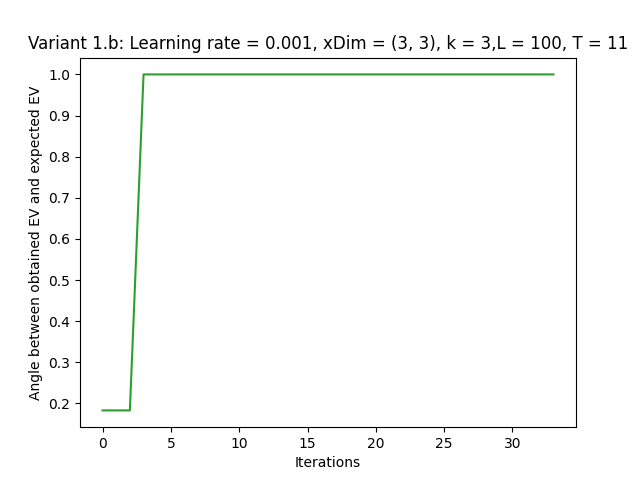 Variant 1.b: Learning rate = 0.001, xDim = (3, 3), k = 3,L = 100, T = 11
Angle between obtained EV and expected EV
1.0
0.9
0.8
0.7
0.6
0.5
0.4
0.3
0.2
0 5 10 15 20 25 30
Iterations